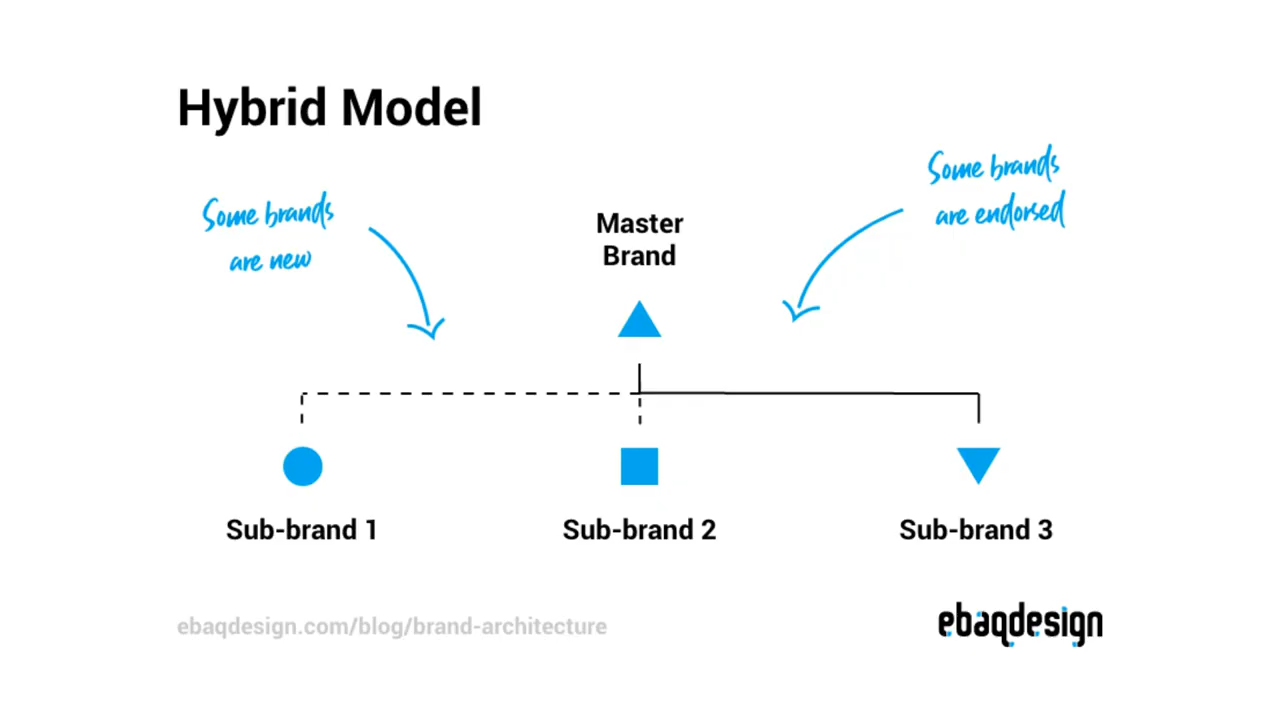 Hybrid Model
Some brands
are new
Some brands
are endorsed
Master
Brand
Sub-brand 1
Sub-brand 2
Sub-brand 3
ebaqdesign.com/blog/brand-architecture
ebaqdesign